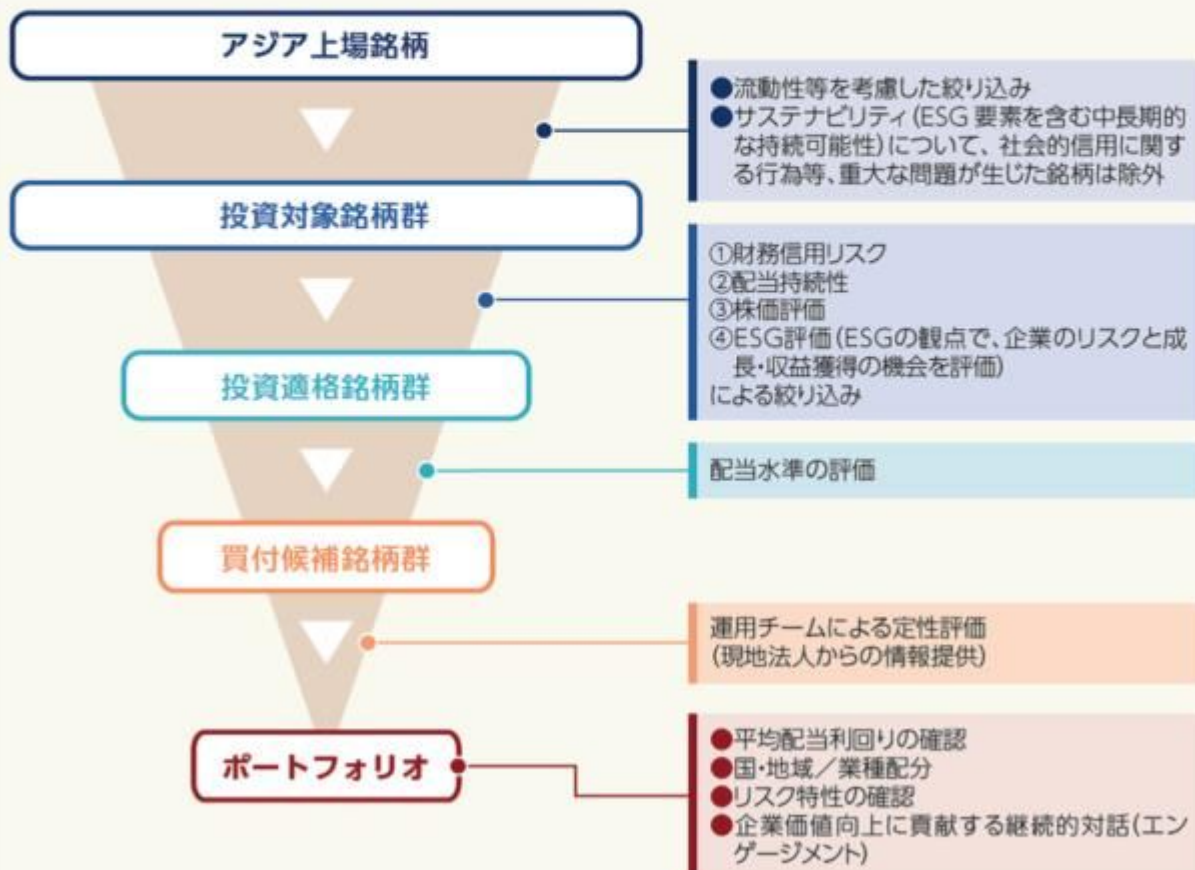 アジア上場銘柄
●流動性等を考慮した絞り込み
●サステナビリティ(ESG 要素を含む中長期的
な持続可能性)について、社会的信用に関す
る行為等、重大な問題が生じた銘柄は除外
投資対象銘柄群
①財務信用リスク
②配当持続性
③株価評価
④ESG評価(ESGの観点で、企業のリスクと成
長・収益獲得の機会を評価)
による絞り込み
投資適格銘柄群
配当水準の評価
買付候補銘柄群
運用チームによる定性評価
(現地法人からの情報提供)
ポートフォリオ
●平均配当利回りの確認
●国・地域／業種配分
●リスク特性の確認
●企業価値向上に貢献する継続的対話(エン
ゲージメント)